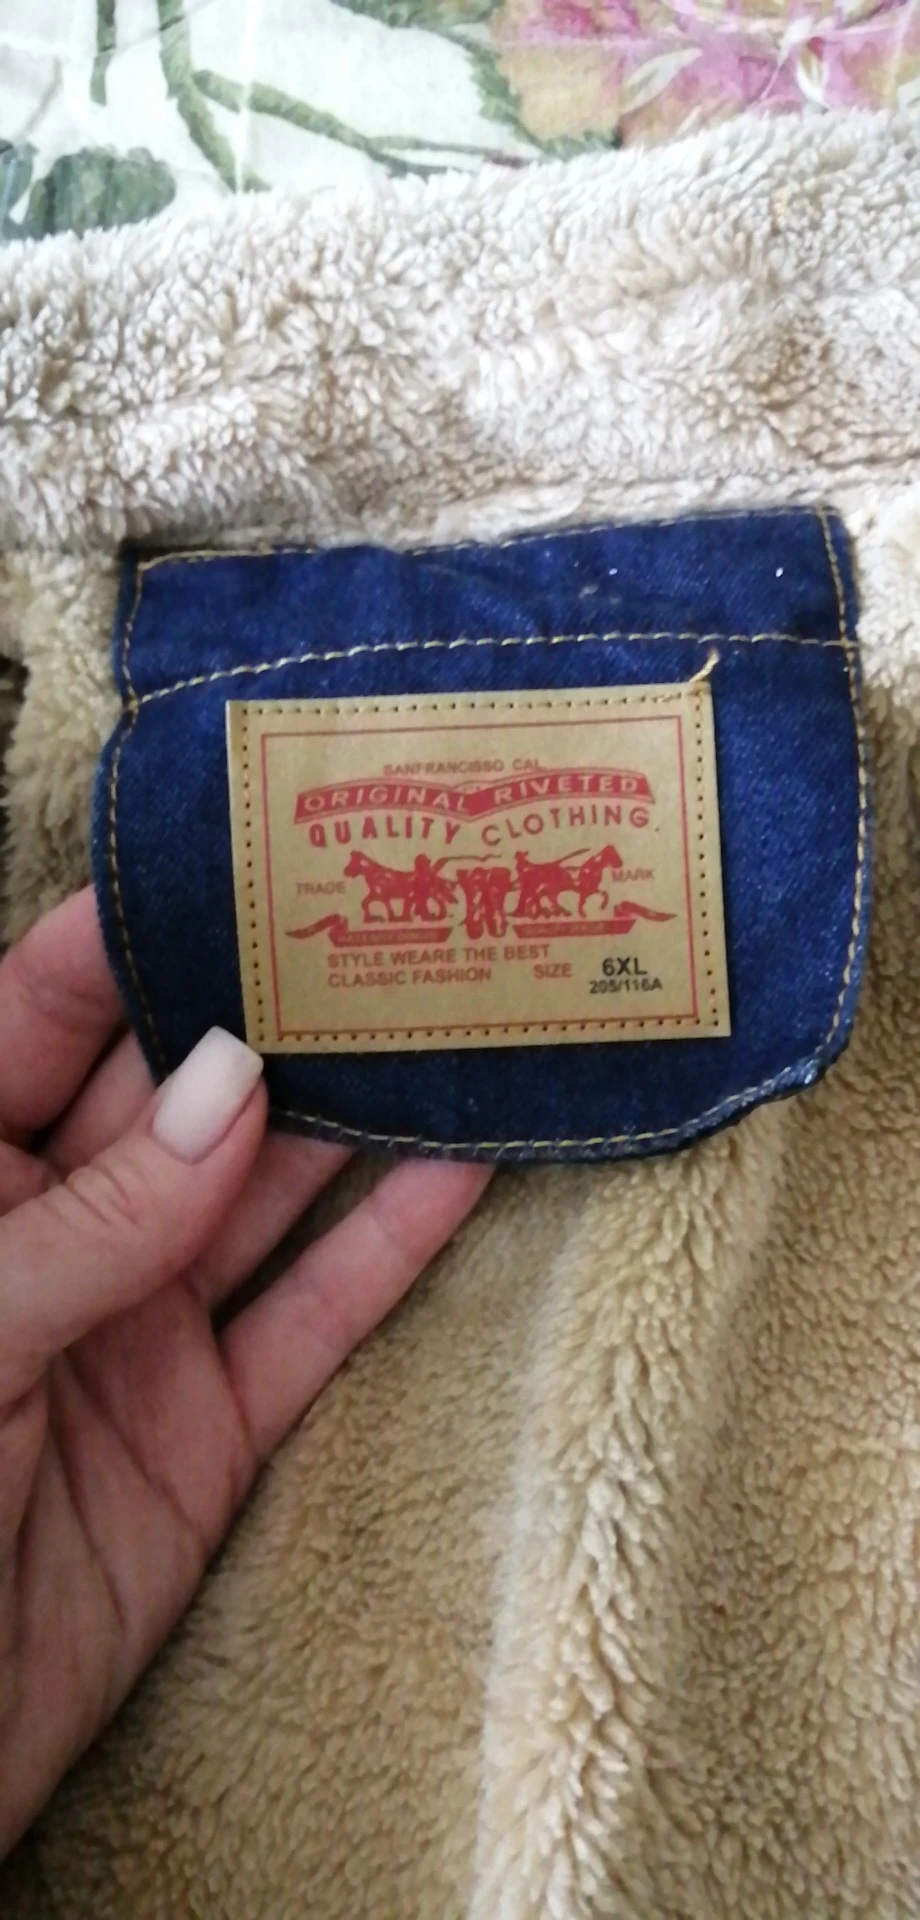 SANFRANCISSO CAL.
ORIGINAL RIVETED
QUALITY CLOTHING
TRADE MARK
STYLE WEARE THE BEST
CLASSIC FASHION SIZE 6XL
205/116A